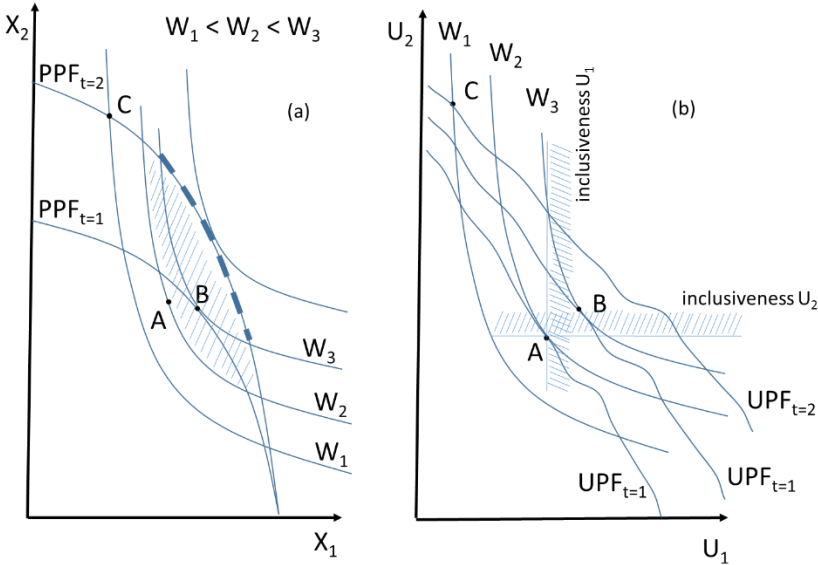 X2
W1 < W2 < W3
PPFt=2
C
(a)
PPFt=1
A
B
W3
W2
W1
X1
U2
W1
W2
W3
C
inclusiveness U1
(b)
B
inclusiveness U2
A
UPFt=2
UPFt=1
UPFt=1
U1